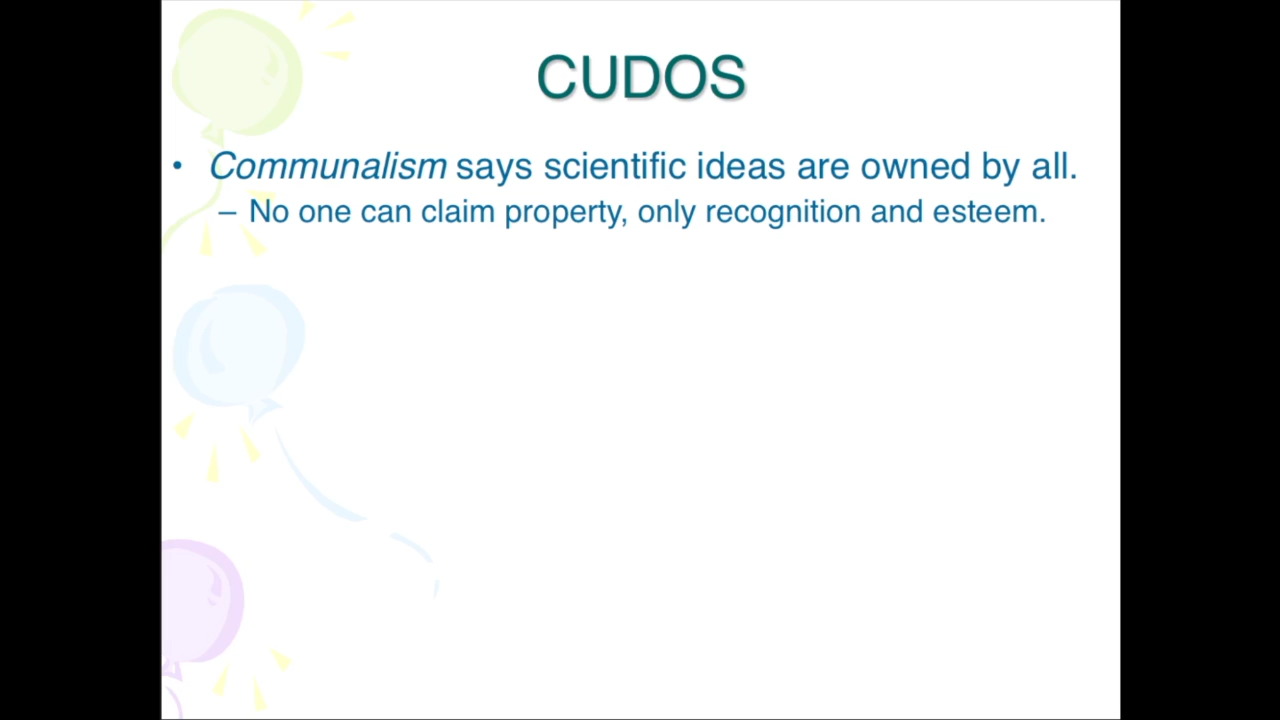 CUDOS
• Communalism says scientific ideas are owned by all.
– No one can claim property, only recognition and esteem.